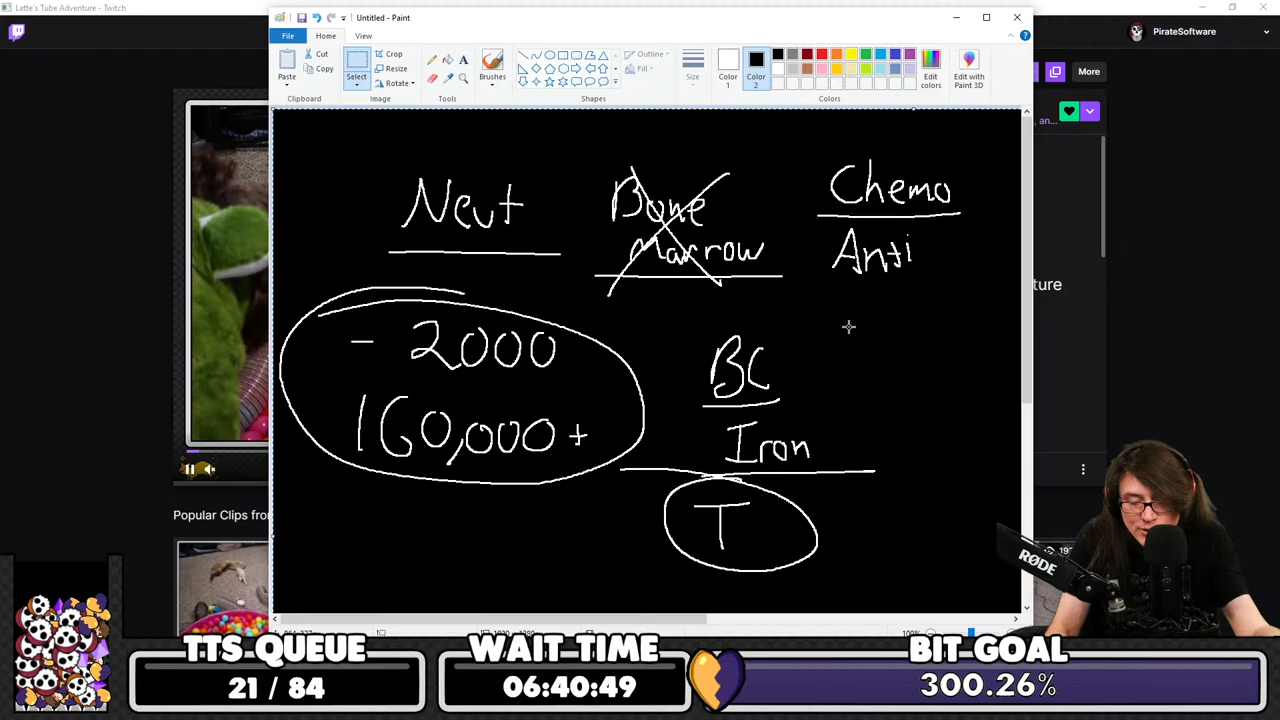 Latte's Tube Adventure - Twitch
Untitled - Paint
File
Home
View
PirateSoftware
Paste
Cut
Copy
Clipboard
Select
Crop
Resize
Rotate
Image
Tools
Brushes
Shapes
Outline
Fill
Size
Color 1
Color 2
Colors
Edit colors
Edit with Paint 3D
More
Neut
Bone
Marrow
Chemo
Anti
- 2000
160,000 +
BC
Iron
T
Popular Clips from
RØDE
TTS QUEUE
21 / 84
WAIT TIME
06:40:49
BIT GOAL
300.26%